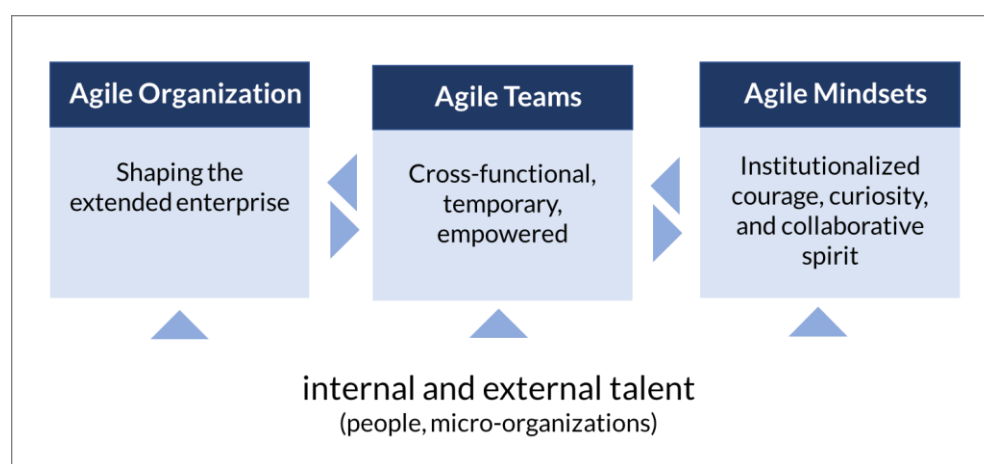 Agile Organization
Shaping the
extended enterprise
Agile Teams
Cross-functional,
temporary,
empowered
Agile Mindsets
Institutionalized
courage, curiosity,
and collaborative
spirit
internal and external talent
(people, micro-organizations)